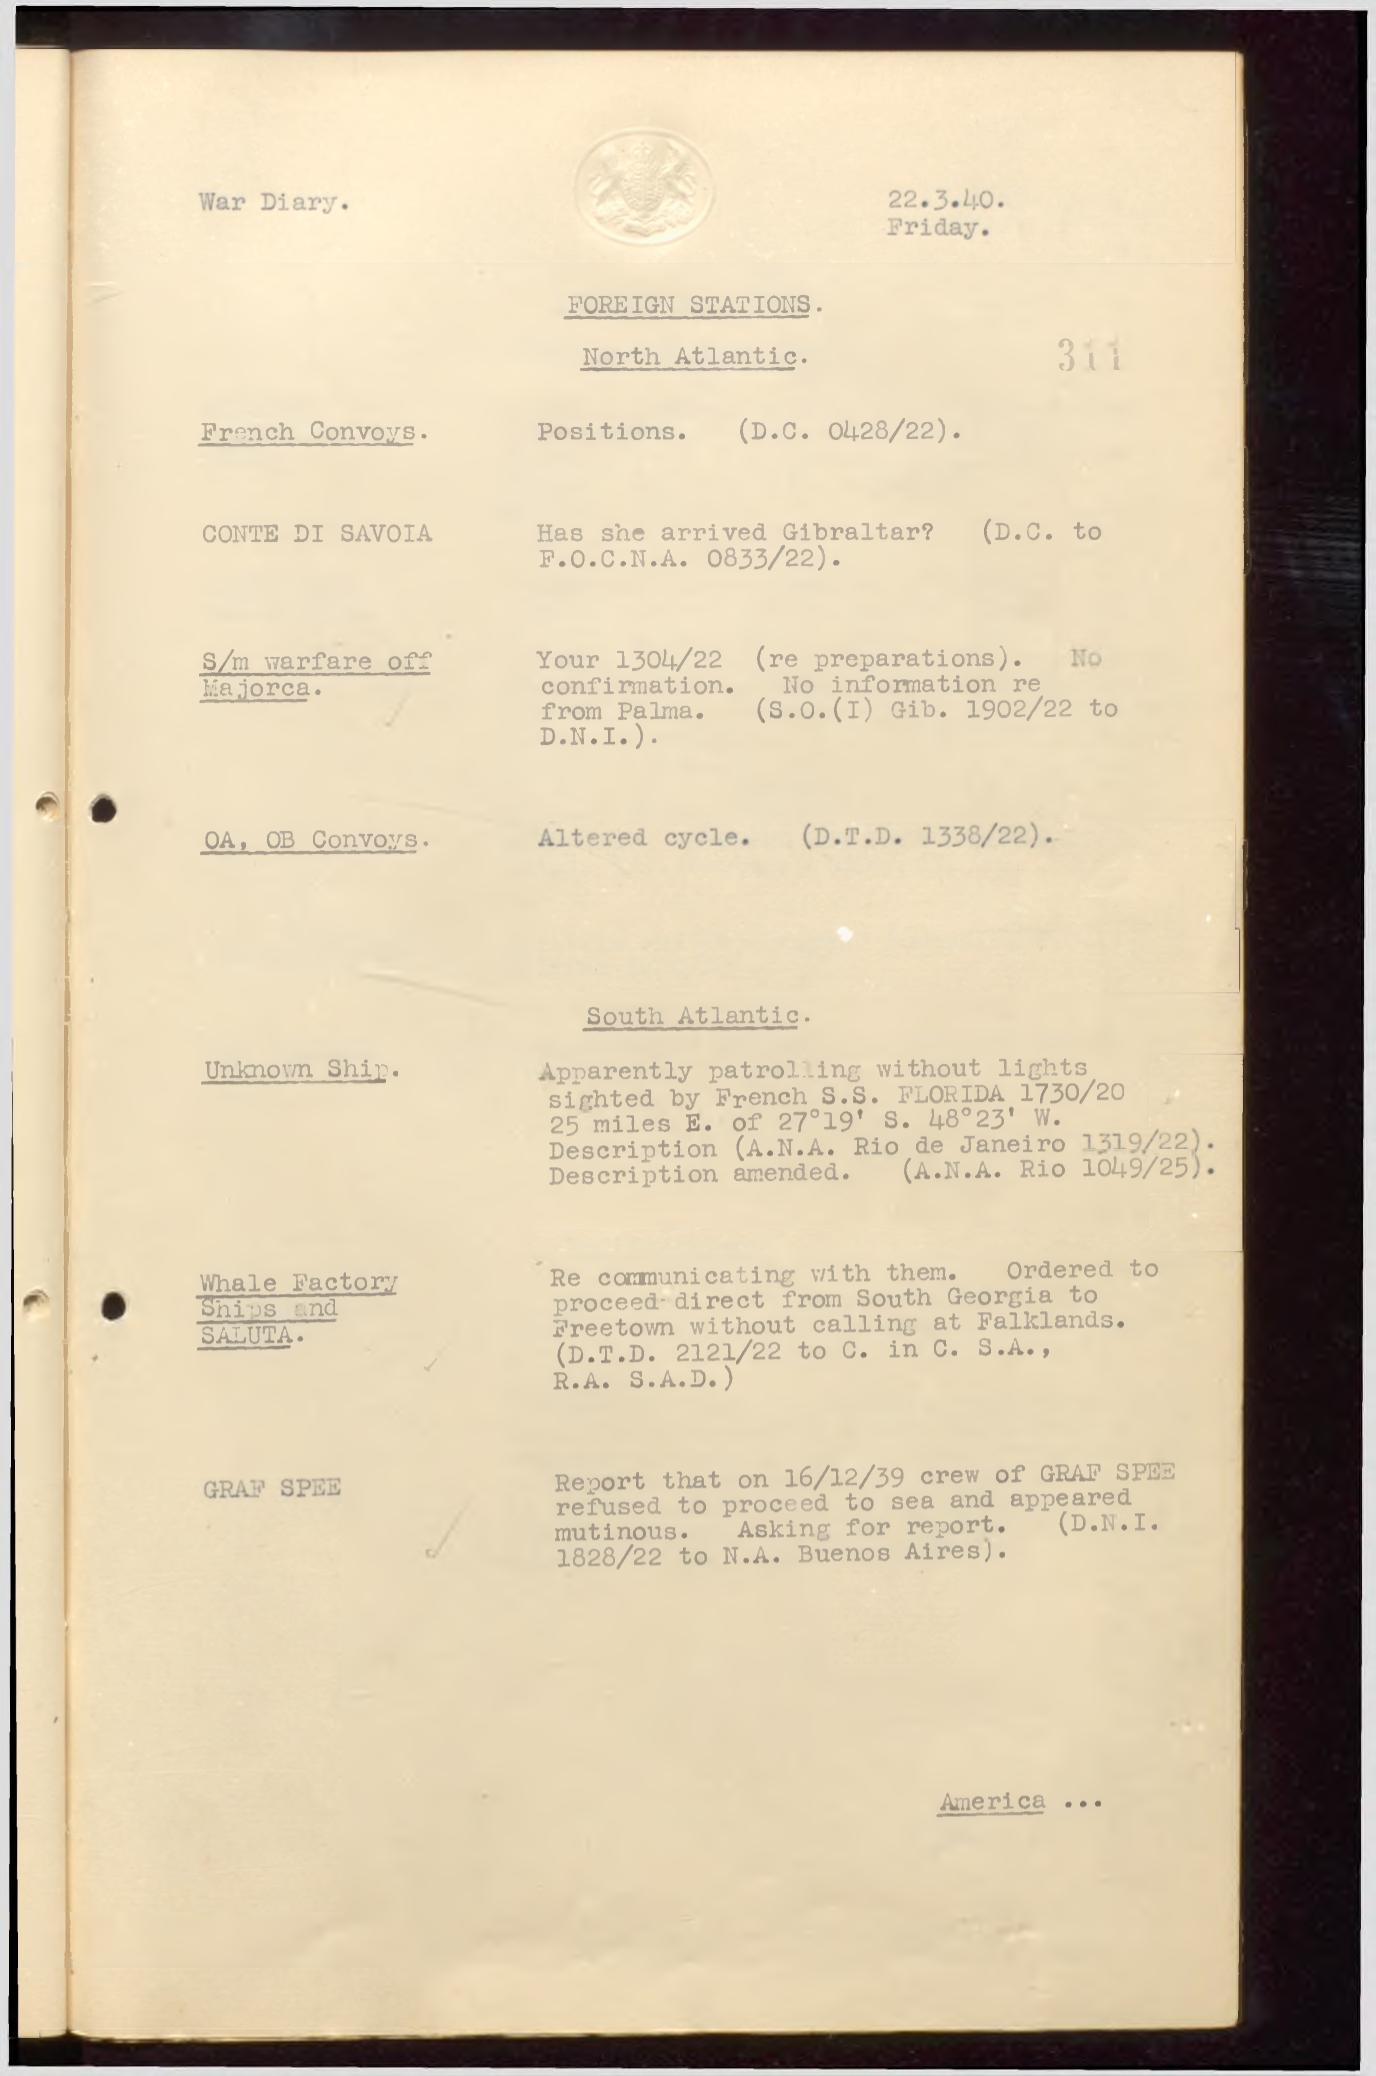 War Diary.
22.3.40.
Friday.
FOREIGN STATIONS.
North Atlantic.
311
French Convoys.
Positions. (D.C. 0428/22).
CONTE DI SAVOIA
Has she arrived Gibraltar? (D.C. to
F.O.C.N.A. 0833/22).
S/m warfare off
Majorca.
Your 1304/22 (re preparations). No
confirmation. No information re
from Palma. (S.O.(I) Gib. 1902/22 to
D.N.I.).
OA, OB Convoys.
Altered cycle. (D.T.D. 1338/22).
South Atlantic.
Unknown Ship.
Apparently patrolling without lights
sighted by French S.S. FLORIDA 1730/20
25 miles E. of 27°19' S. 48°23' W.
Description (A.N.A. Rio de Janeiro 1319/22).
Description amended. (A.N.A. Rio 1049/25).
Whale Factory
Ships and
SALUTA.
Re communicating with them. Ordered to
proceed direct from South Georgia to
Freetown without calling at Falklands.
(D.T.D. 2121/22 to C. in C. S.A.,
R.A. S.A.D.)
GRAF SPEE
Report that on 16/12/39 crew of GRAF SPEE
refused to proceed to sea and appeared
mutinous. Asking for report. (D.N.I.
1828/22 to N.A. Buenos Aires).
America ...